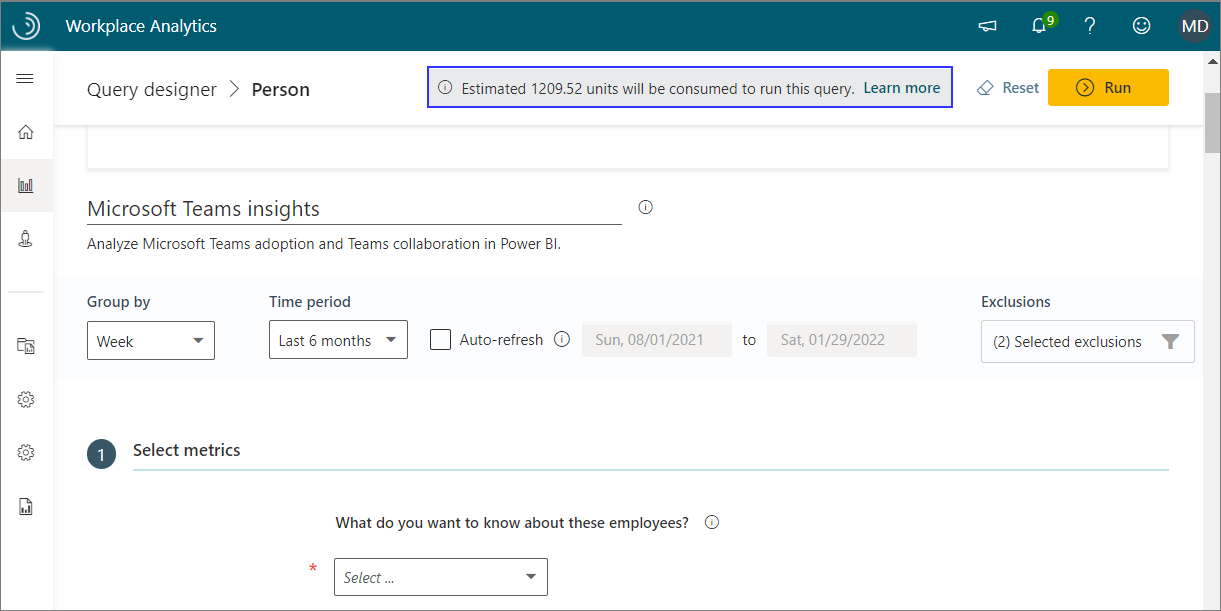 Workplace Analytics
9
?
MD
Query designer > Person
Estimated 1209.52 units will be consumed to run this query. Learn more
Reset
Run
Microsoft Teams insights
Analyze Microsoft Teams adoption and Teams collaboration in Power BI.
Group by
Time period
Exclusions
Week
Last 6 months
Auto-refresh
Sun, 08/01/2021
to
Sat, 01/29/2022
(2) Selected exclusions
1
Select metrics
What do you want to know about these employees?
*
Select ...